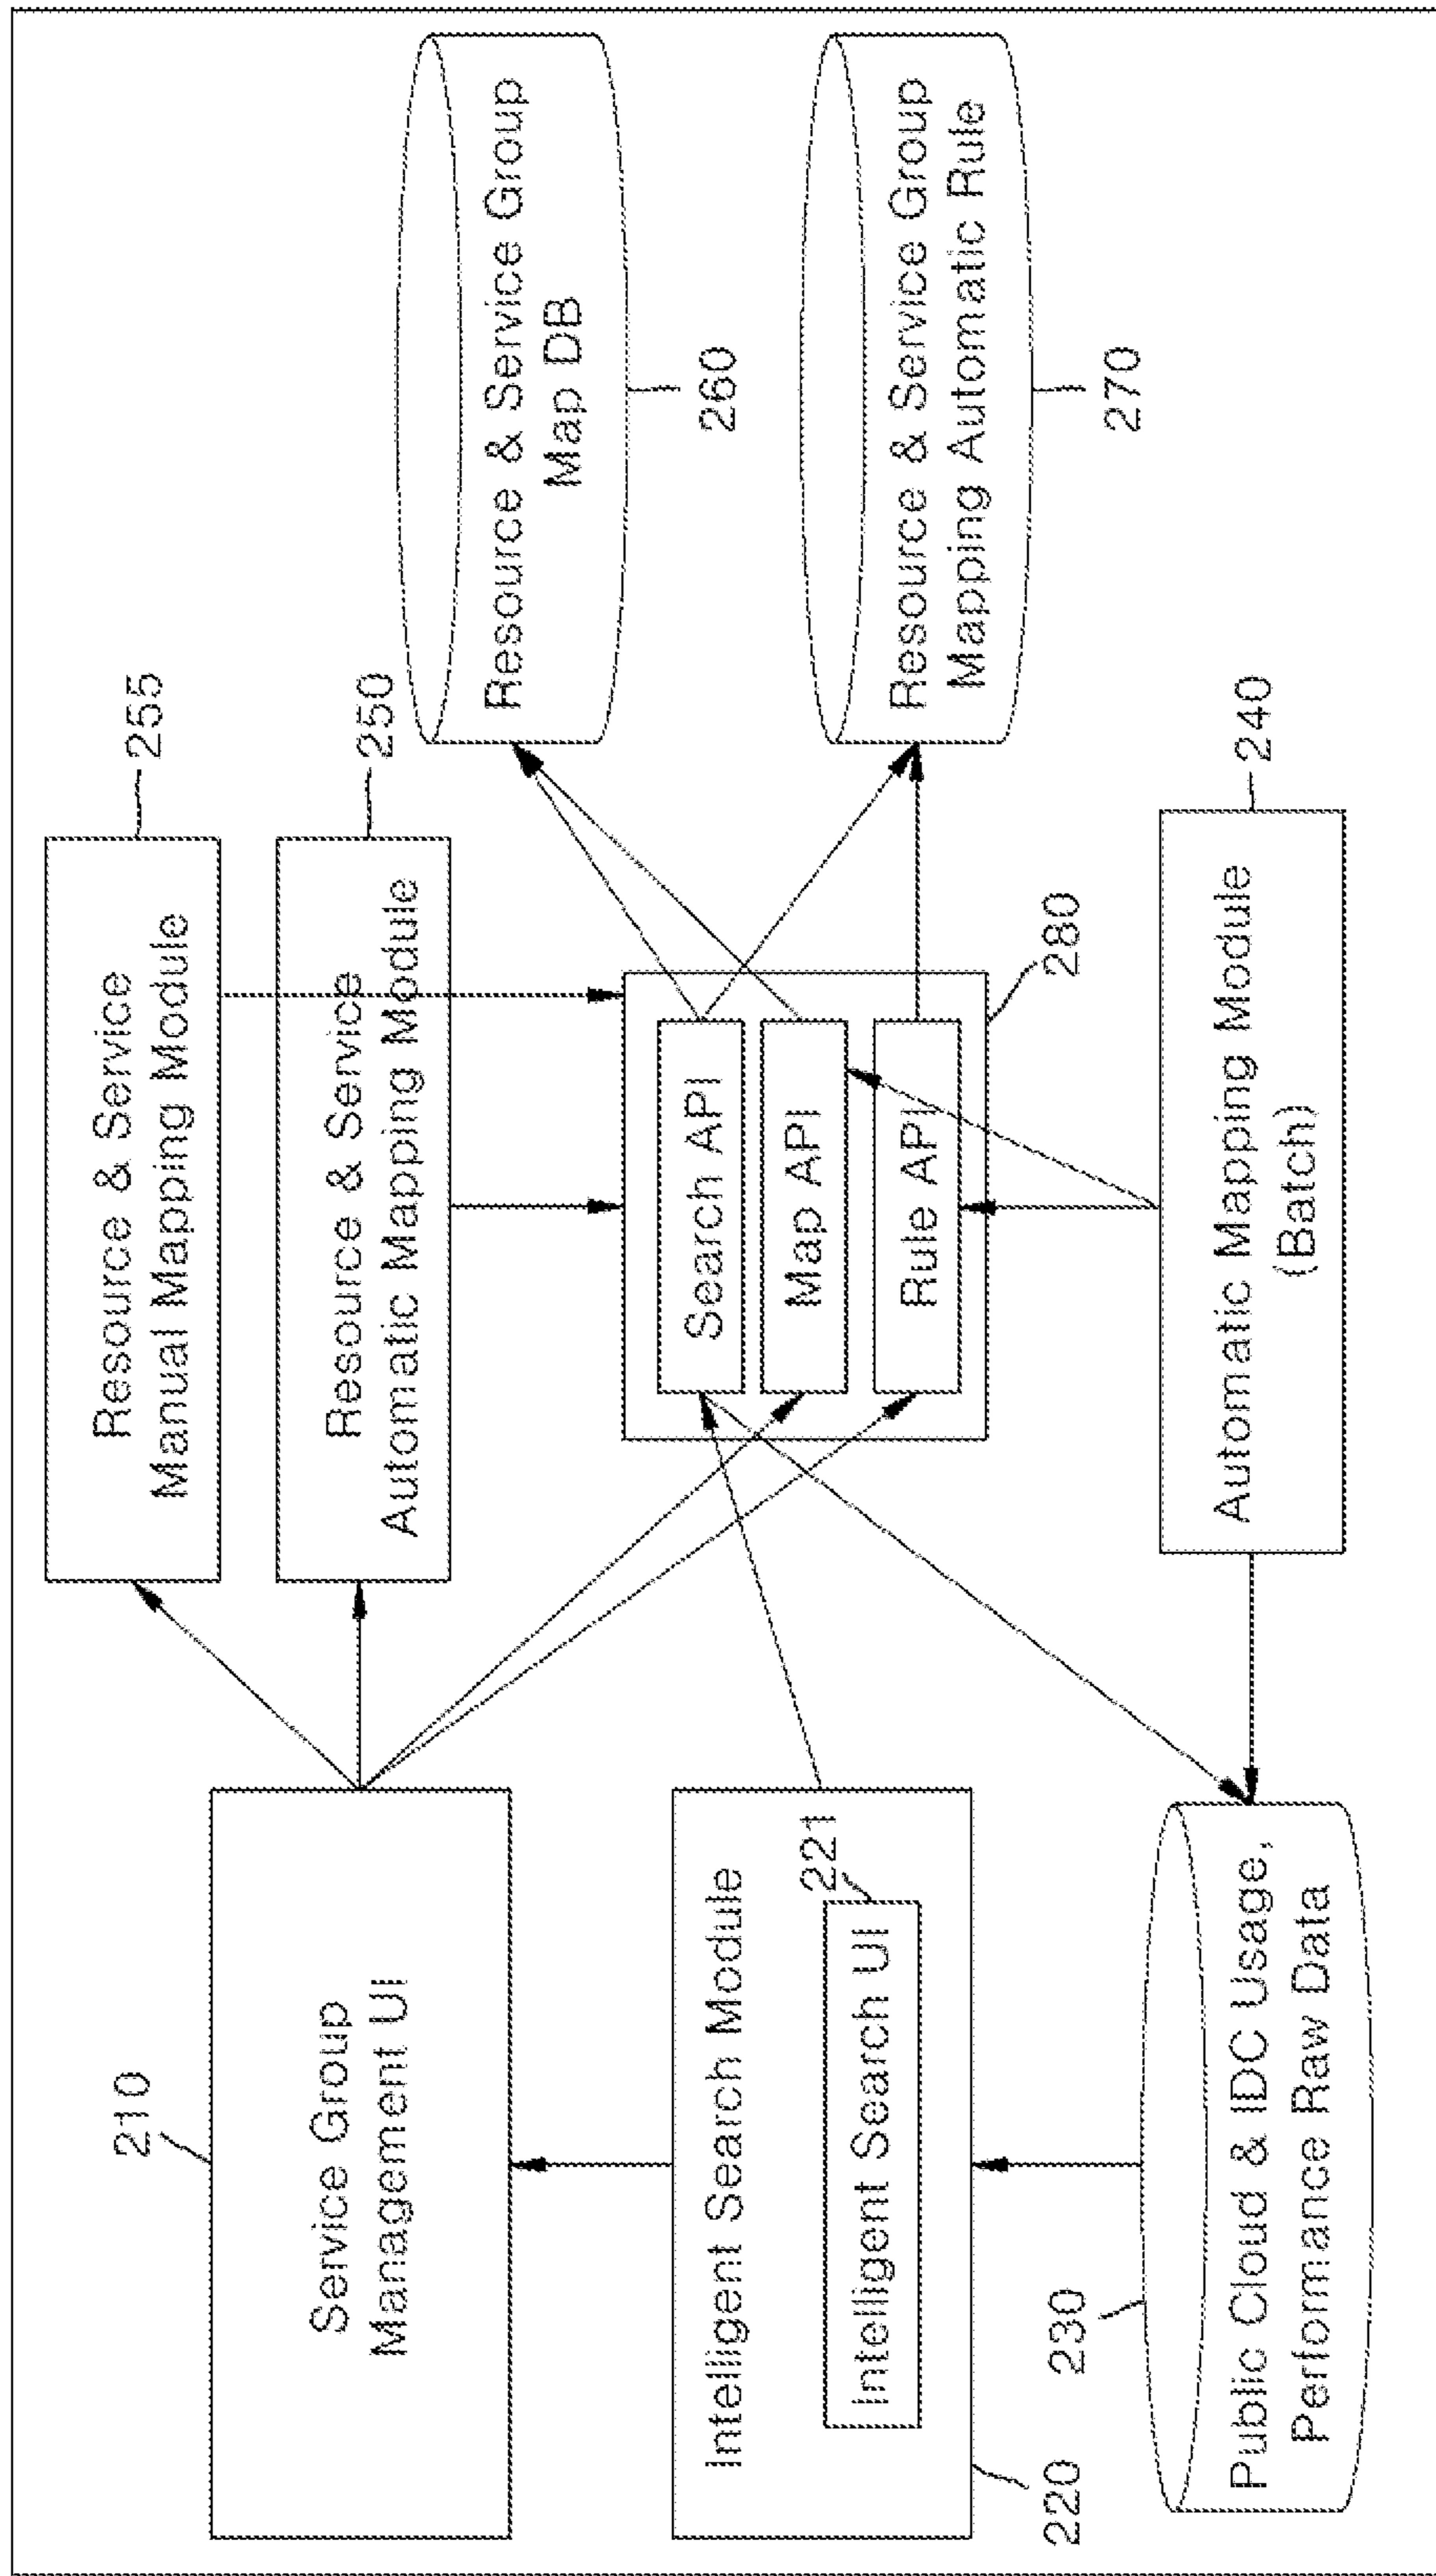 Resource & Service
Manual Mapping Module
255
Resource & Service
Automatic Mapping Module
250
210
Service Group
Management UI
Resource & Service Group
Map DB
260
Search API
Map API
Rule API
280
Intelligent Search Module
221
Intelligent Search UI
220
Resource & Service Group
Mapping Automatic Rule
270
230
Public Cloud & IDC Usage,
Performance Raw Data
Automatic Mapping Module
(Batch)
240